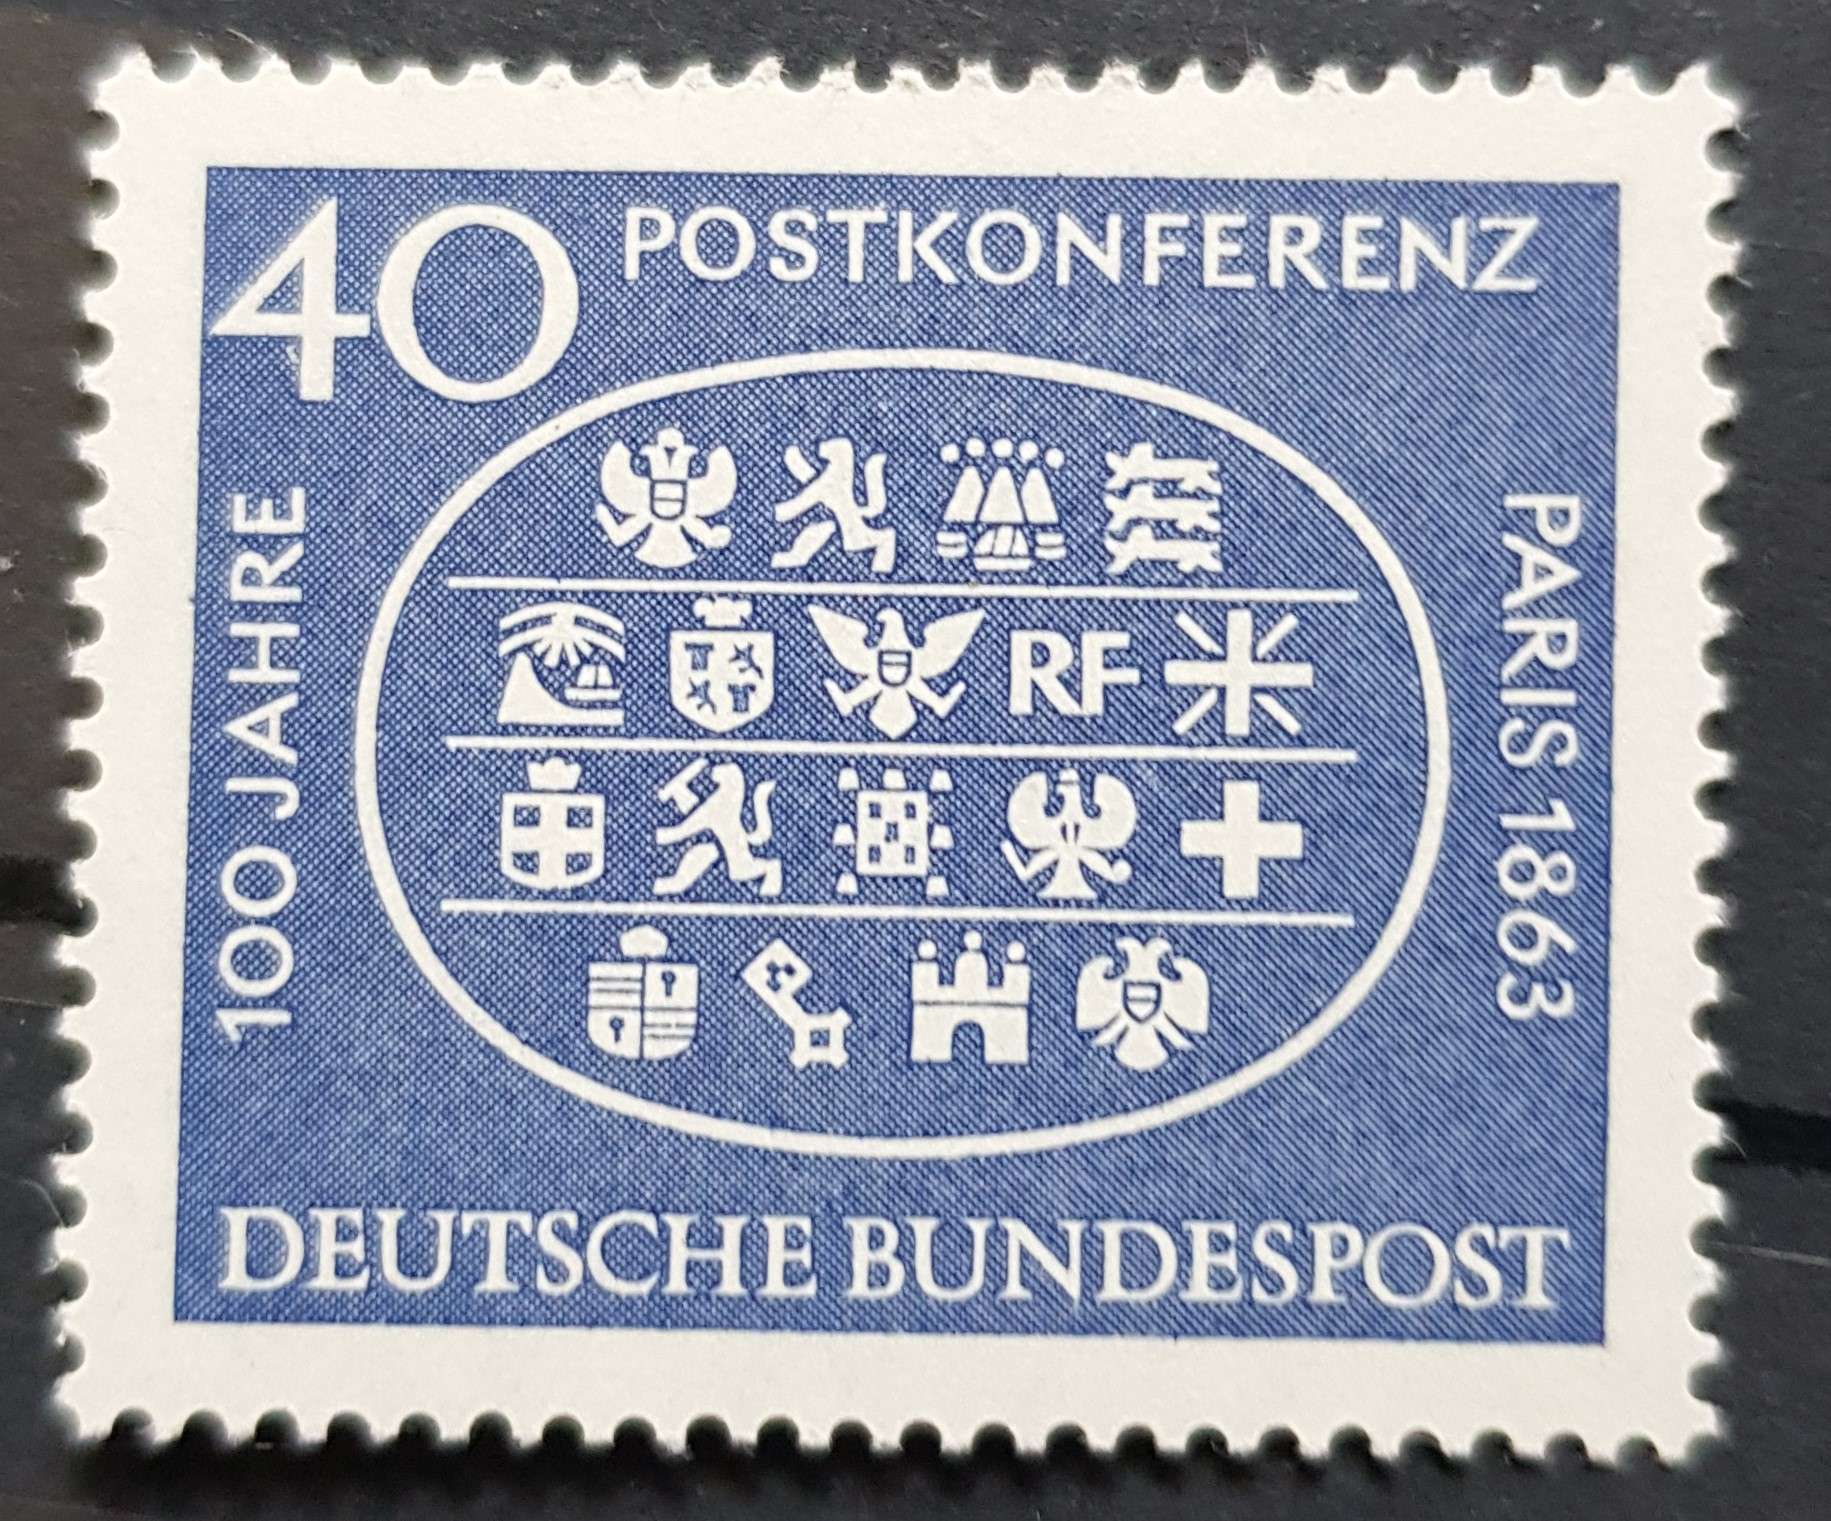 40 POSTKONFERENZ
100 JAHRE
PARIS 1863
RF
DEUTSCHE BUNDESPOST